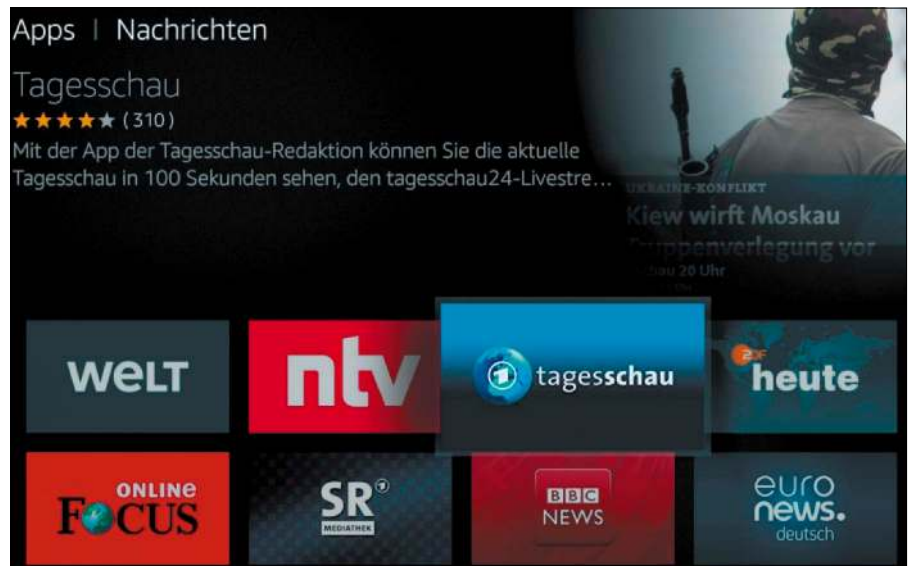 Apps | Nachrichten
Tagesschau
(310)
Mit der App der Tagesschau-Redaktion können Sie die aktuelle
Tagesschau in 100 Sekunden sehen, den tagesschau24-Livestre...
UKRAINE-KONFLIKT
Kiew wirft Moskau
Truppenverlegung vor
20 Uhr
welt
ntv
tagesschau
ZDF
heute
ONLINE
FOCUS
SR
MEDIATHEK
BBC
NEWS
euro
news.
deutsch